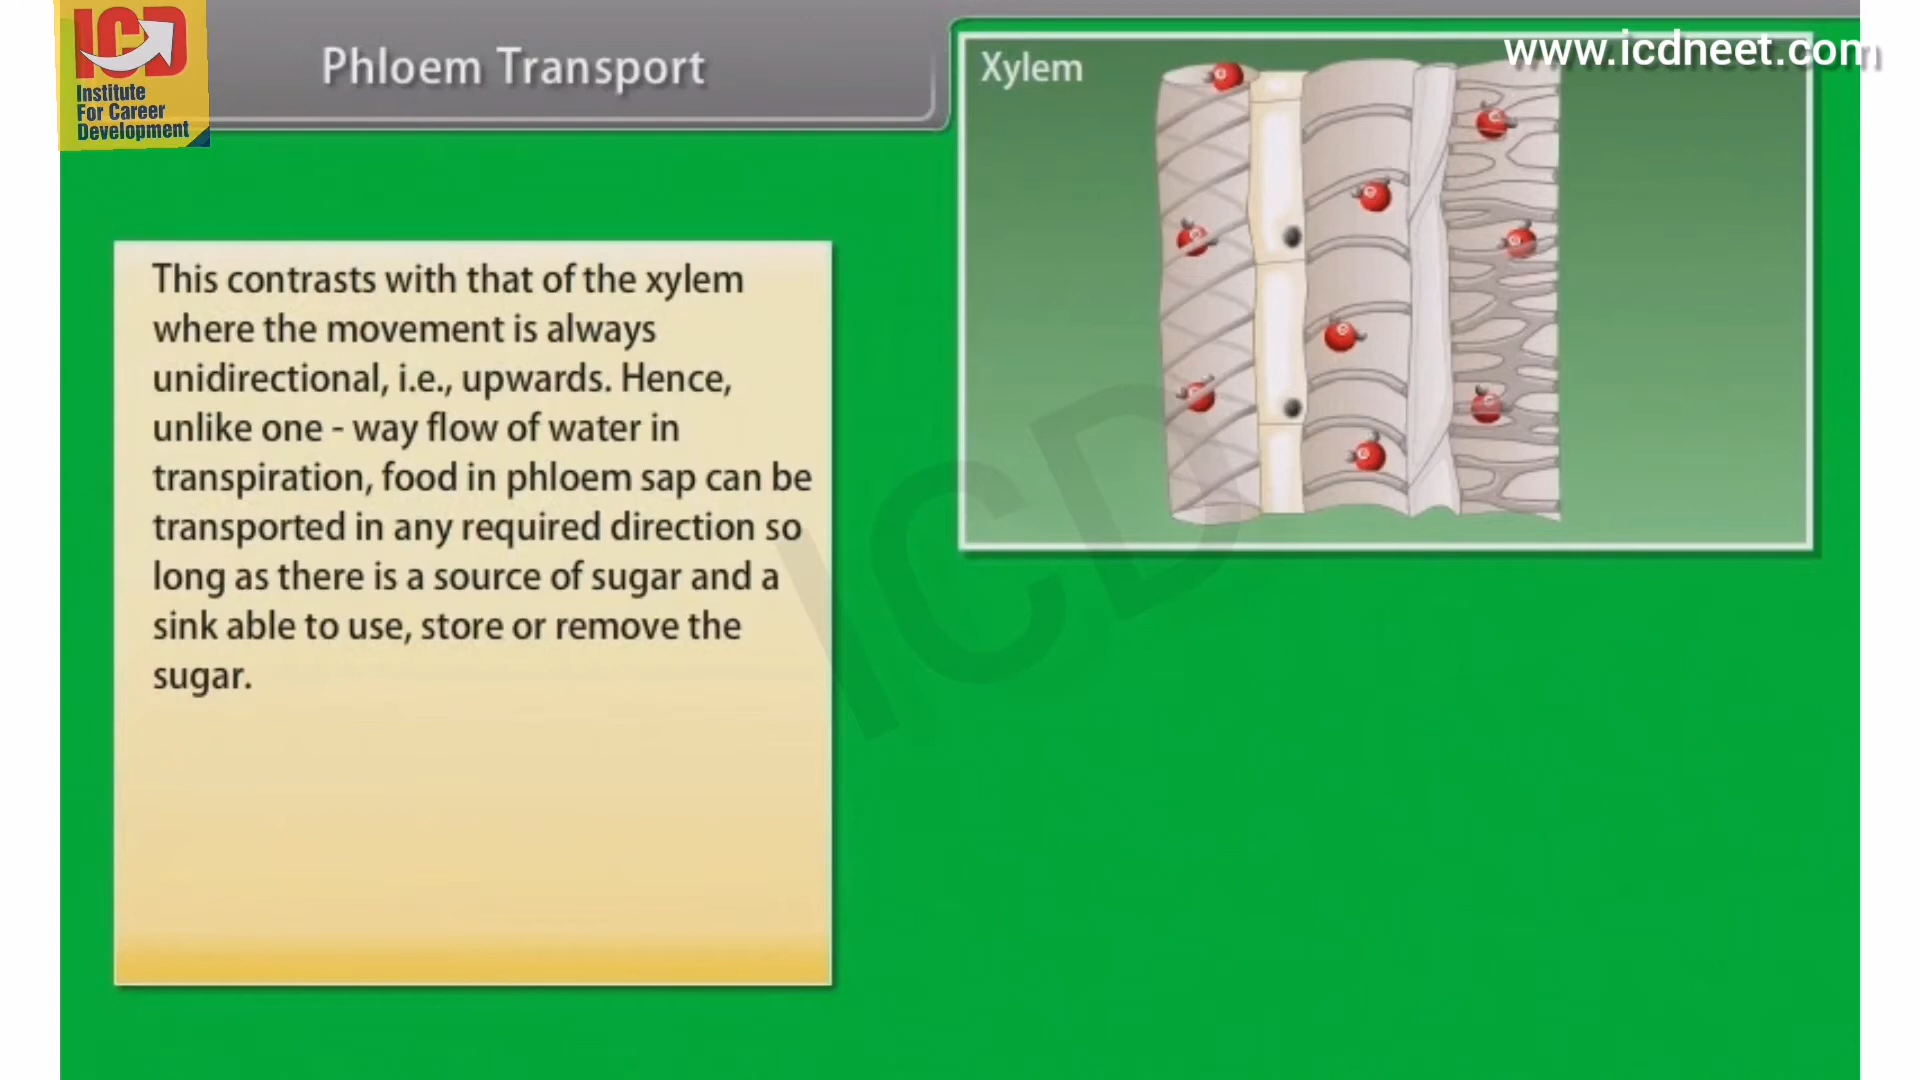 ICD
Institute
For Career
Development
Phloem Transport
Xylem
www.icdneet.com
This contrasts with that of the xylem
where the movement is always
unidirectional, i.e., upwards. Hence,
unlike one - way flow of water in
transpiration, food in phloem sap can be
transported in any required direction so
long as there is a source of sugar and a
sink able to use, store or remove the
sugar.
ICD